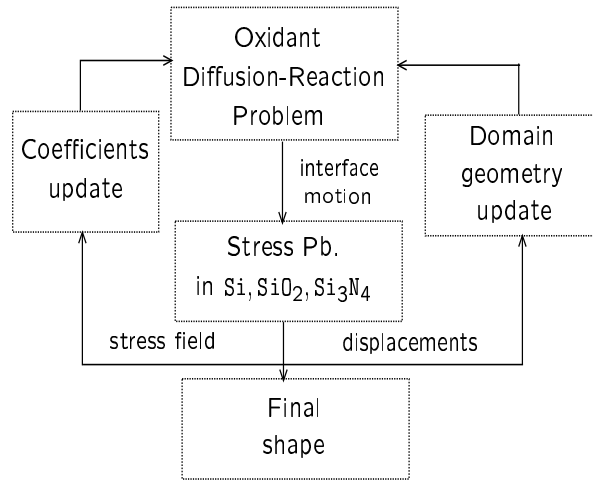 Oxidant
Diffusion-Reaction
Problem
Coefficients
update
Domain
geometry
update
interface
motion
Stress Pb.
in Si,SiO₂,Si₃N₄
stress field
displacements
Final
shape